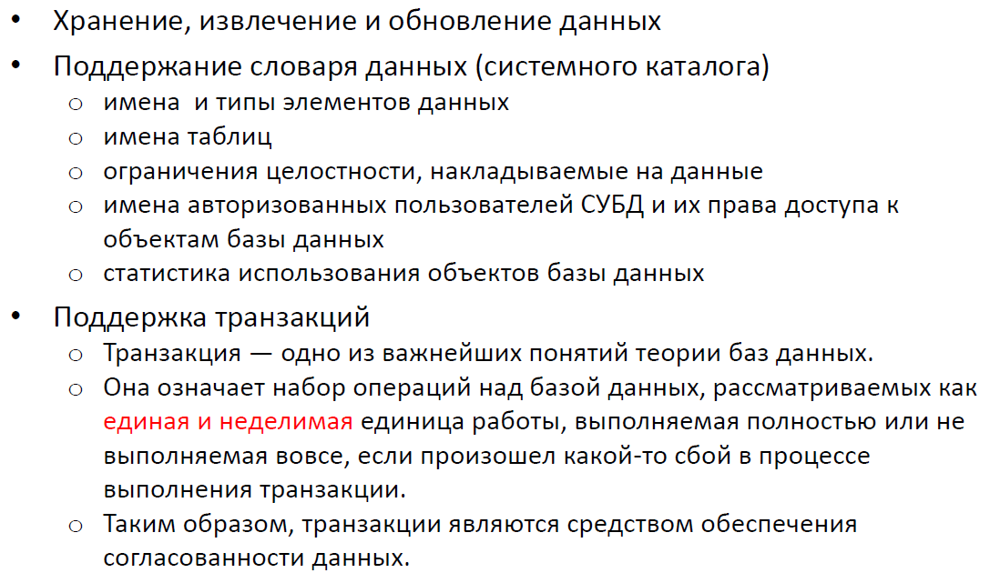 • Хранение, извлечение и обновление данных
• Поддержание словаря данных (системного каталога)
o имена и типы элементов данных
o имена таблиц
o ограничения целостности, накладываемые на данные
o имена авторизованных пользователей СУБД и их права доступа к
объектам базы данных
o статистика использования объектов базы данных
• Поддержка транзакций
o Транзакция — одно из важнейших понятий теории баз данных.
o Она означает набор операций над базой данных, рассматриваемых как
единая и неделимая единица работы, выполняемая полностью или не
выполняемая вовсе, если произошел какой-то сбой в процессе
выполнения транзакции.
o Таким образом, транзакции являются средством обеспечения
согласованности данных.